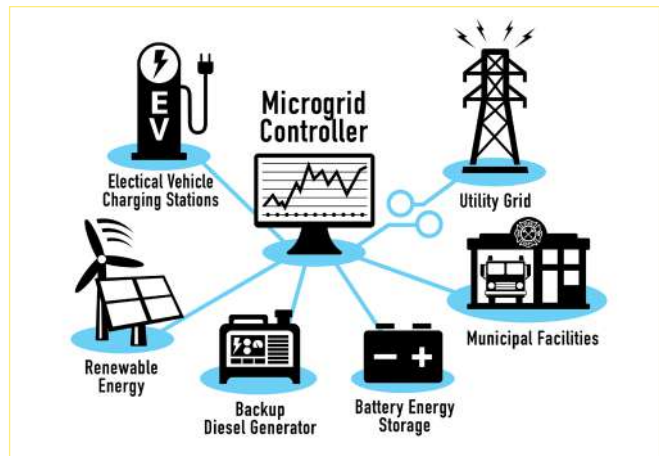 Microgrid
Controller
E
V
Electical Vehicle
Charging Stations
Utility Grid
Renewable
Energy
Backup
Diesel Generator
Battery Energy
Storage
Municipal Facilities